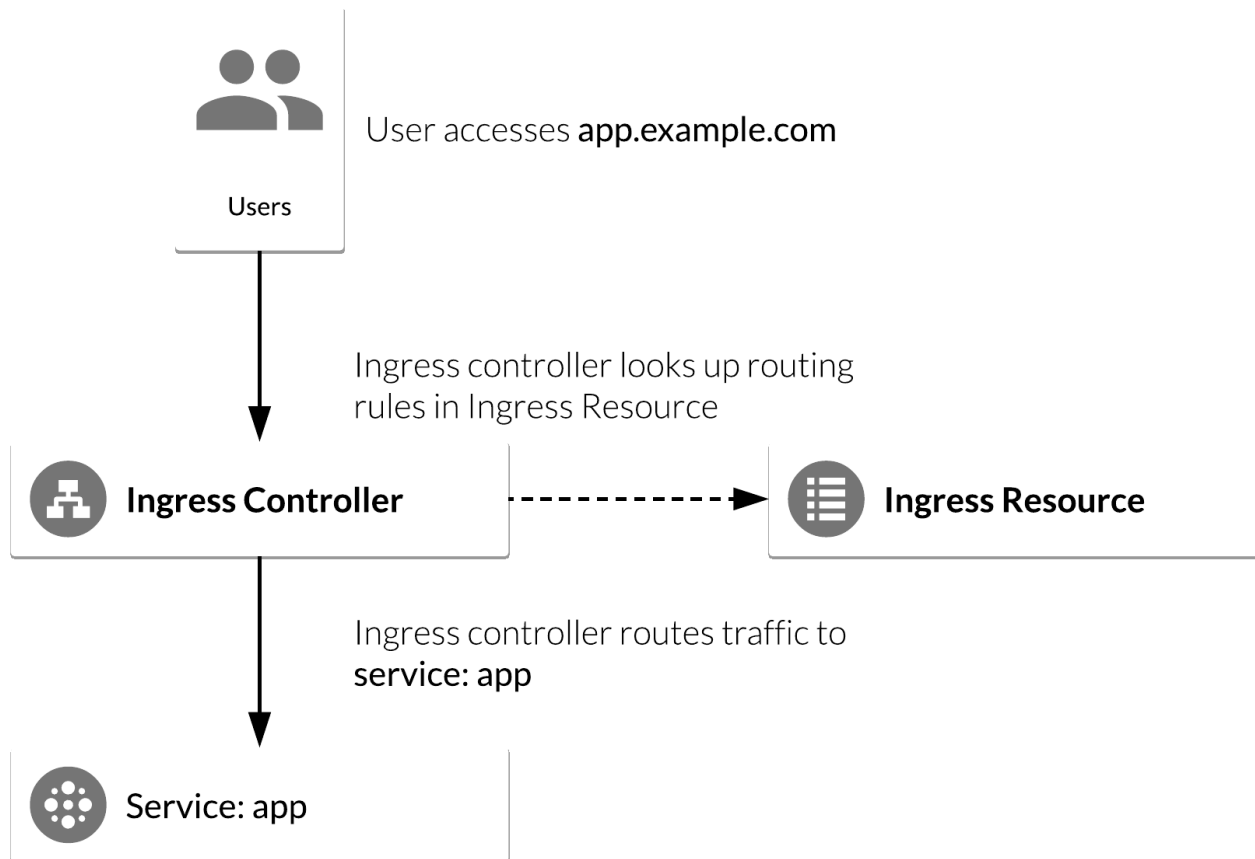 User accesses app.example.com
Users
Ingress controller looks up routing
rules in Ingress Resource
Ingress Controller
Ingress Resource
Ingress controller routes traffic to
service: app
Service: app